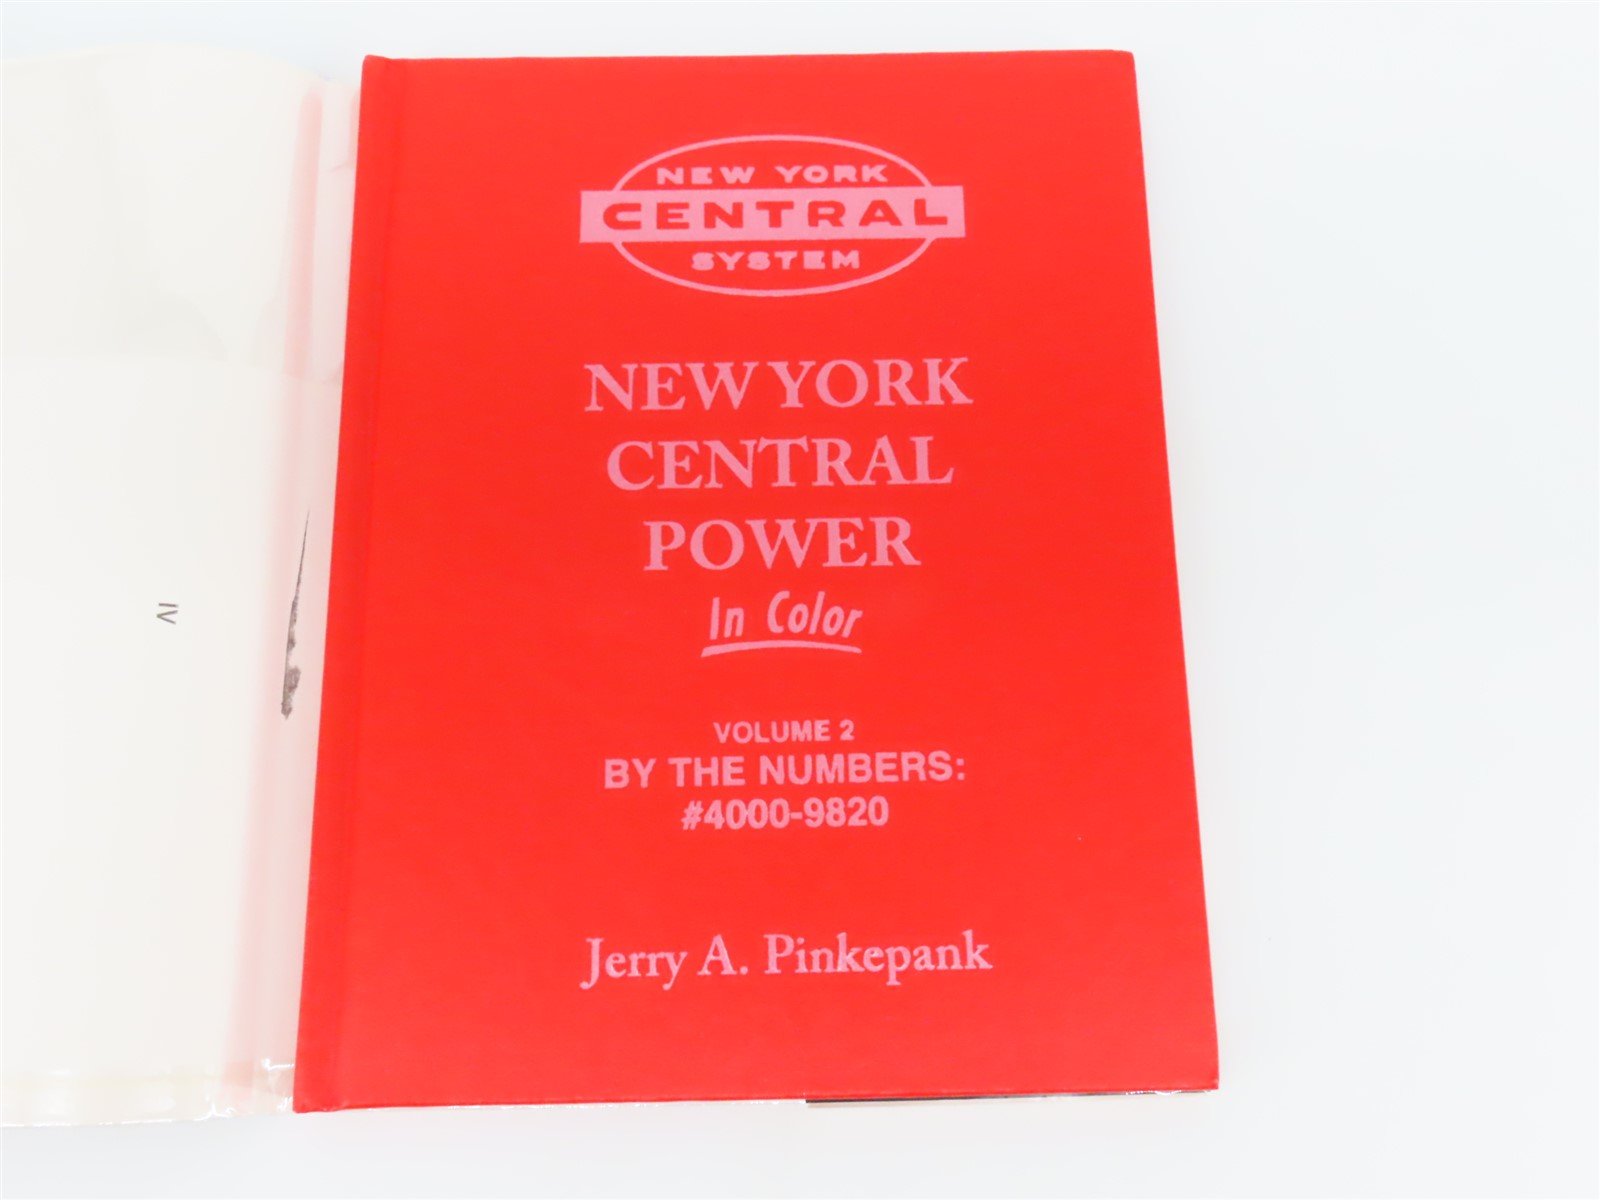 NEW YORK
CENTRAL
SYSTEM
NEW YORK
CENTRAL
POWER
In Color
VOLUME 2
BY THE NUMBERS:
#4000-9820
Jerry A. Pinkepank
IV